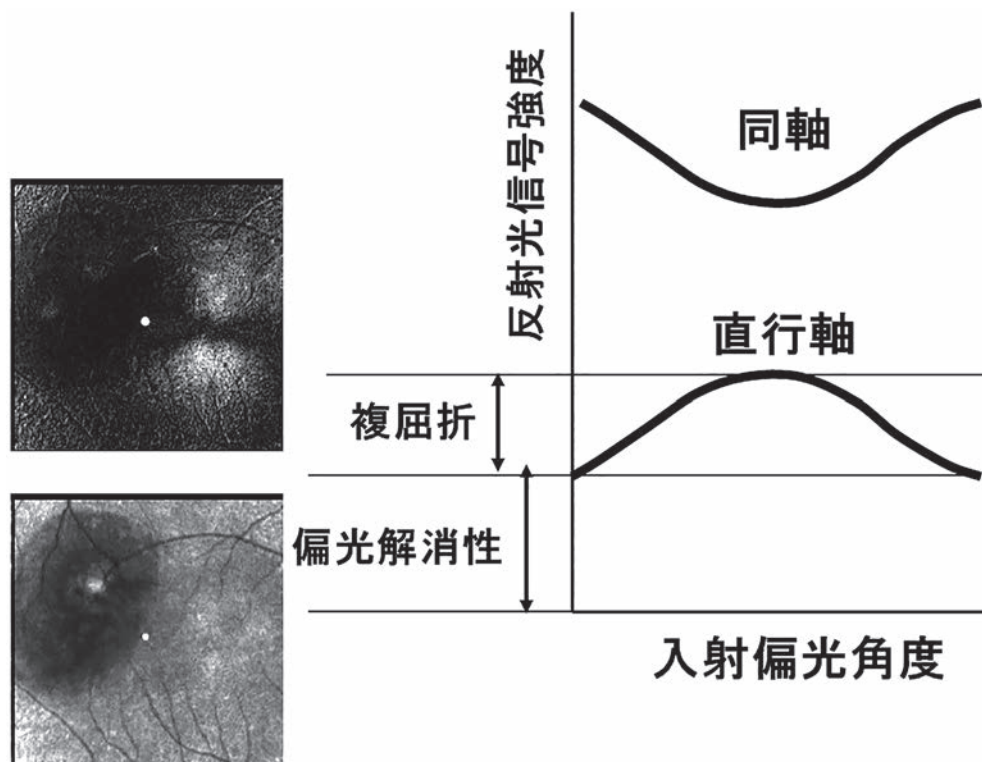 反射光信号強度
同軸
直行軸
複屈折
偏光解消性
入射偏光角度